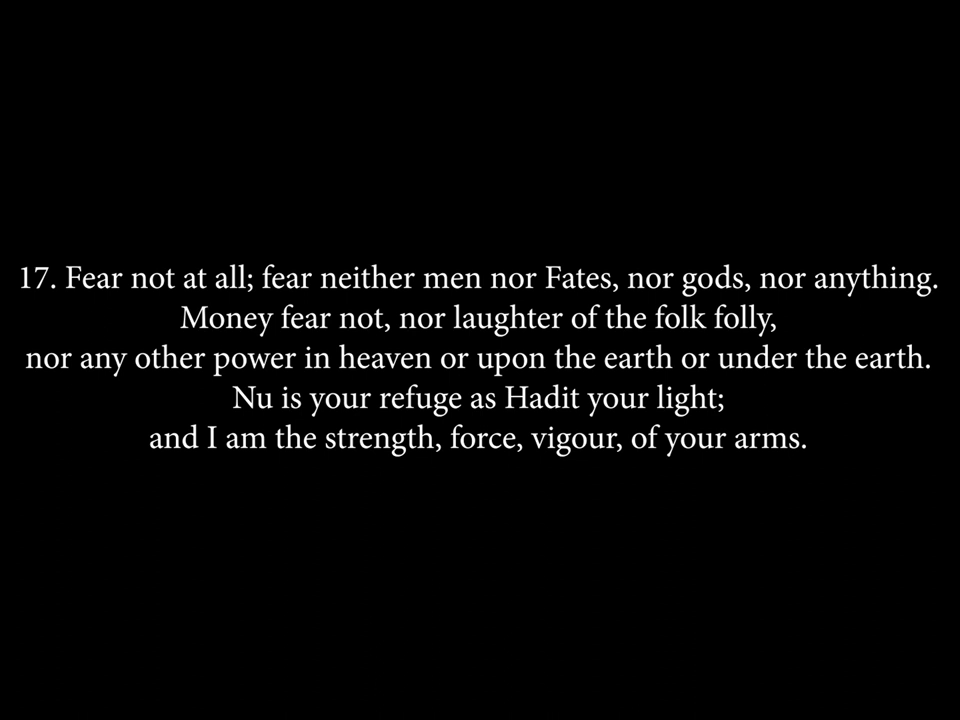 17. Fear not at all; fear neither men nor Fates, nor gods, nor anything.
Money fear not, nor laughter of the folk folly,
nor any other power in heaven or upon the earth or under the earth.
Nu is your refuge as Hadit your light;
and I am the strength, force, vigour, of your arms.